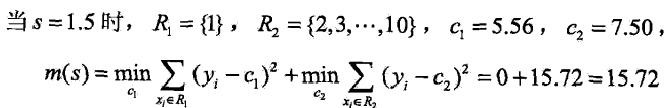 当 s = 1.5 时， R₁ = {1}， R₂ = {2,3,⋯,10}， c₁ = 5.56， c₂ = 7.50，
m(s) = min_{c₁} ∑_{xᵢ∈R₁} (yᵢ − c₁)² + min_{c₂} ∑_{xᵢ∈R₂} (yᵢ − c₂)² = 0 + 15.72 = 15.72